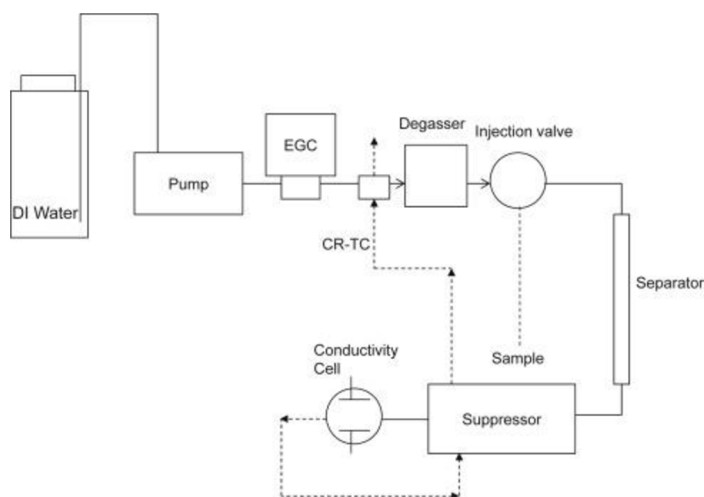 Degasser
Injection valve
EGC
Pump
DI Water
CR-TC
Separator
Conductivity
Cell
Sample
Suppressor